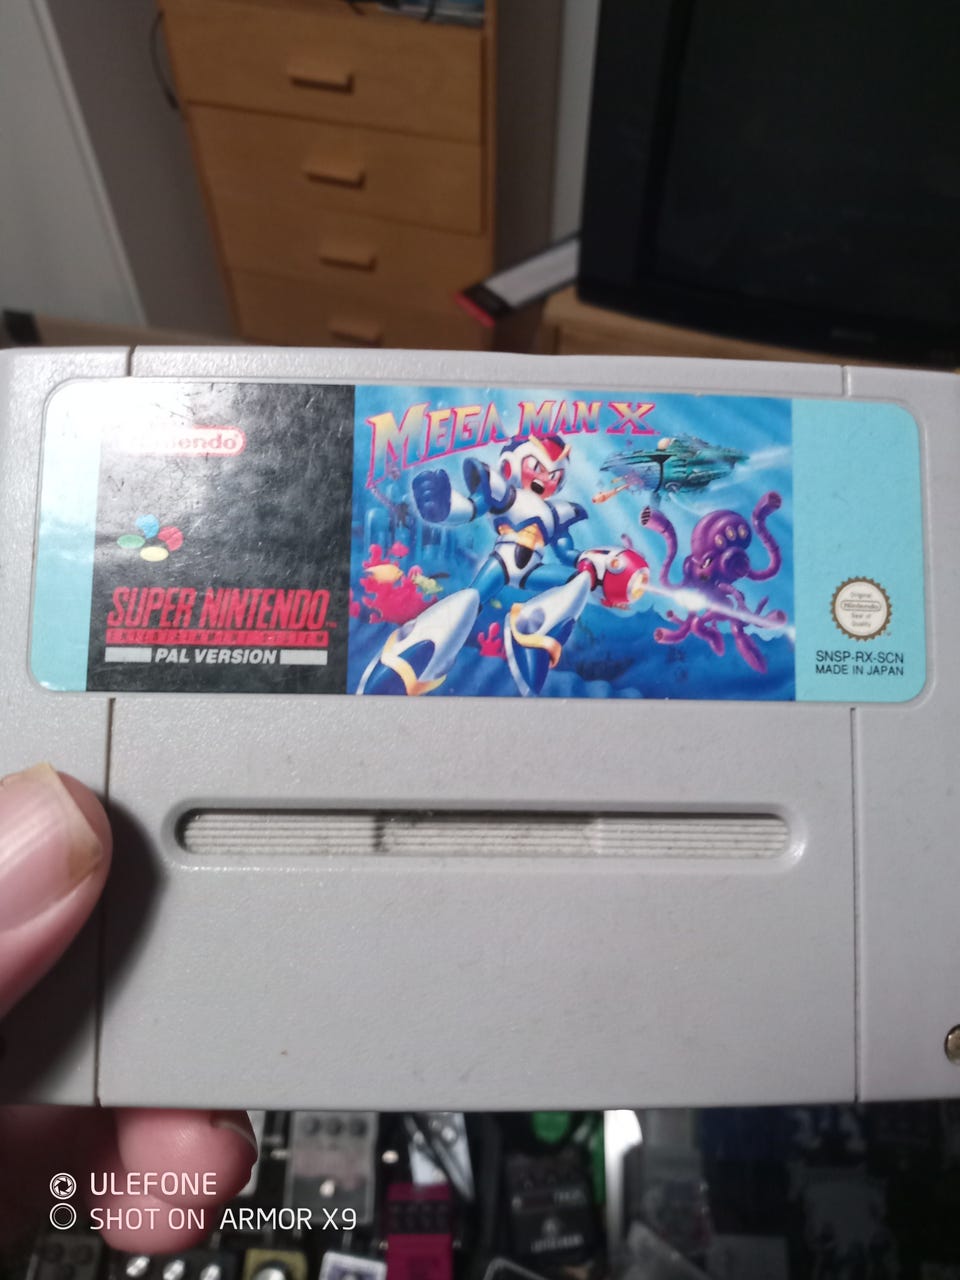 MEGA MAN X
Nintendo
SUPER NINTENDO
ENTERTAINMENT SYSTEM
PAL VERSION
Original
Nintendo
Seal of
Quality
SNSP-RX-SCN
MADE IN JAPAN
ULEFONE
SHOT ON ARMOR X9